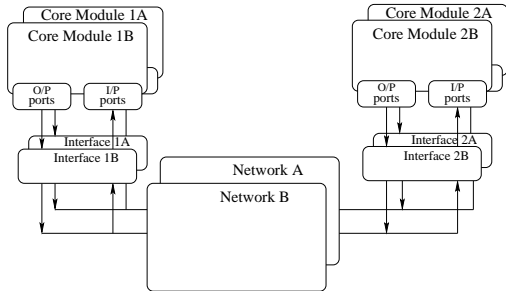 Core Module 1A
Core Module 1B
O/P
ports
I/P
ports
Interface 1A
Interface 1B
Core Module 2A
Core Module 2B
O/P
ports
I/P
ports
Interface 2A
Interface 2B
Network A
Network B